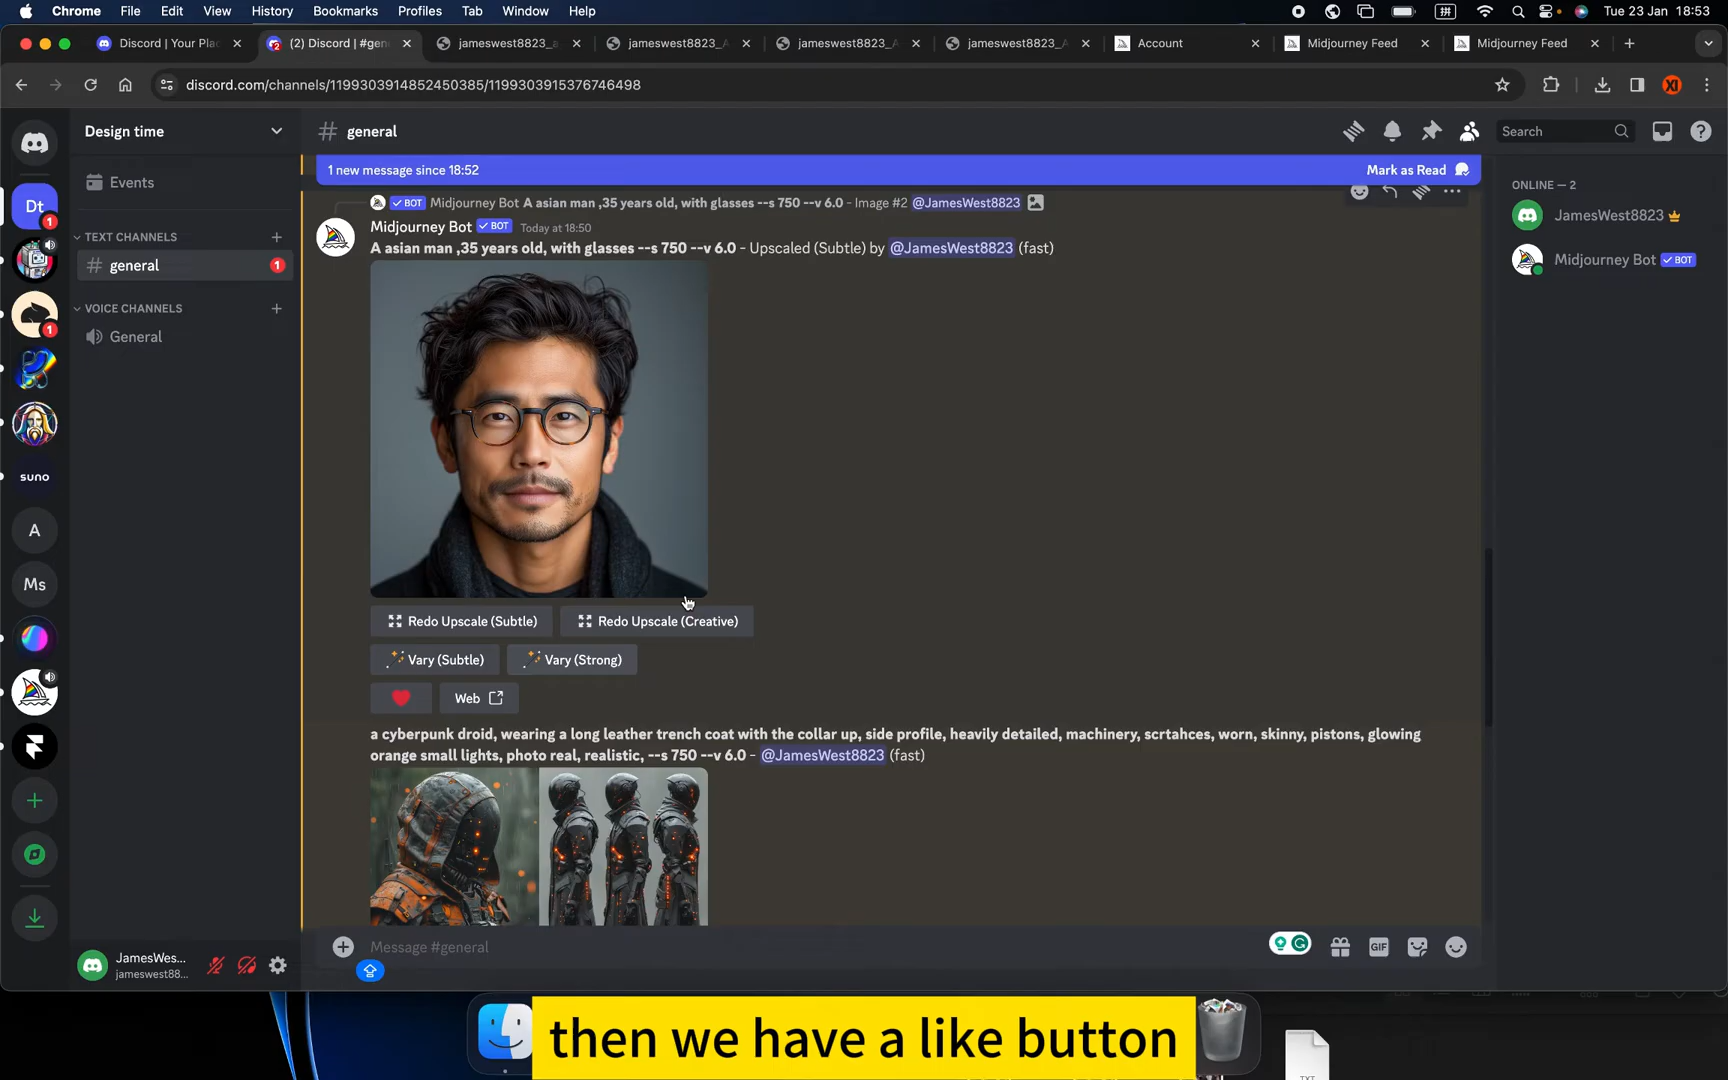 Chrome File Edit View History Bookmarks Profiles Tab Window Help Tue 23 Jan 18:53
Discord | Your Pla (2) Discord | #gen jameswest8823_a jameswest8823_A jameswest8823_A jameswest8823_A Account Midjourney Feed Midjourney Feed
discord.com/channels/1199303914852450385/1199303915376746498 XI
Design time # general Search
1 new message since 18:52 Mark as Read
Events
ONLINE — 2
BOT Midjourney Bot A asian man ,35 years old, with glasses --s 750 --v 6.0 - Image #2 @JamesWest8823
Dt 1
JamesWest8823
Midjourney Bot BOT Today at 18:50
TEXT CHANNELS
A asian man ,35 years old, with glasses --s 750 --v 6.0 - Upscaled (Subtle) by @JamesWest8823 (fast)
Midjourney Bot BOT
# general 1
VOICE CHANNELS
1
General
suno
A
Ms
Redo Upscale (Subtle) Redo Upscale (Creative)
Vary (Subtle) Vary (Strong)
Web
a cyberpunk droid, wearing a long leather trench coat with the collar up, side profile, heavily detailed, machinery, scrtahces, worn, skinny, pistons, glowing
orange small lights, photo real, realistic, --s 750 --v 6.0 - @JamesWest8823 (fast)
Message #general GIF
JamesWes...
jameswest88...
then we have a like button
TXT